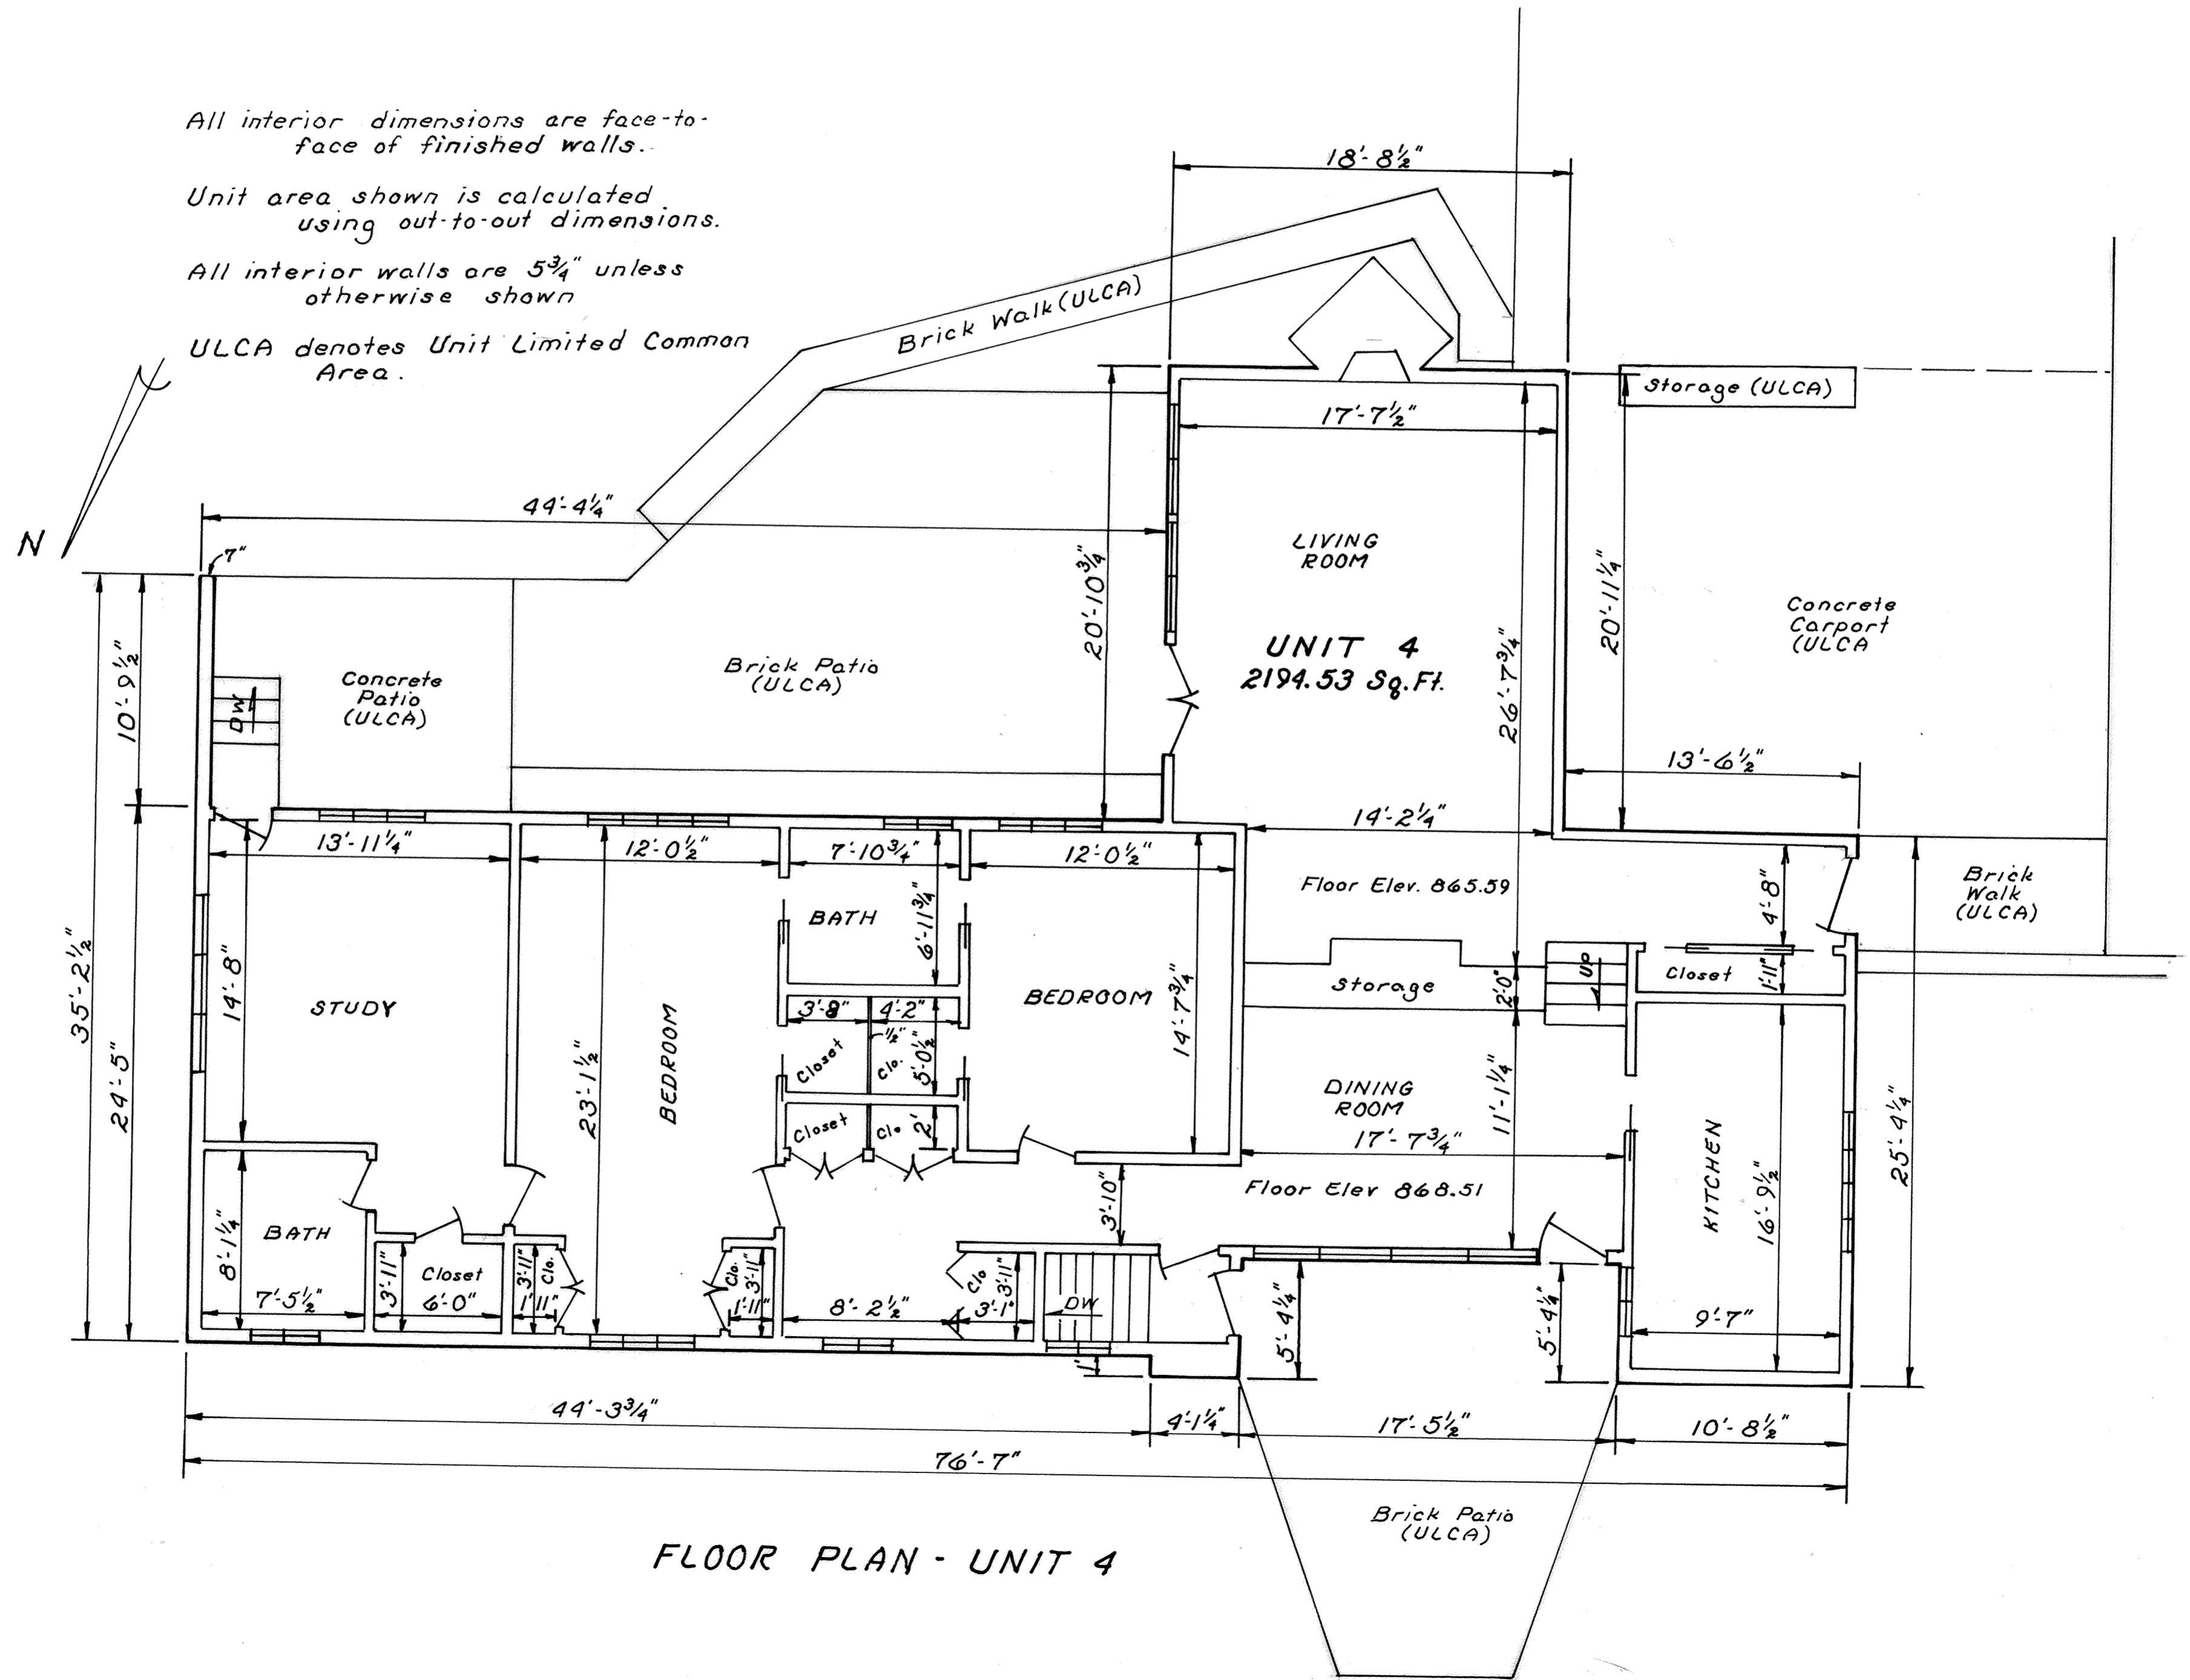 All interior dimensions are face-to-
face of finished walls.
Unit area shown is calculated
using out-to-out dimensions.
All interior walls are 5¾" unless
otherwise shown
ULCA denotes Unit Limited Common
Area.
N
18'-8½"
Brick Walk (ULCA)
Storage (ULCA)
17'-7½"
44'-4¼"
7"
LIVING
ROOM
20'-10¾"
20'-11¼"
26'-7¾"
Concrete
Carport
(ULCA
UNIT 4
2194.53 Sq.Ft.
10'-9½"
DW
Concrete
Patio
(ULCA)
Brick Patio
(ULCA)
13'-6½"
14'-2¼"
13'-11¼"
12'-0½"
7'-10¾"
12'-0½"
Floor Elev. 865.59
4'-8"
Brick
Walk
(ULCA)
BATH
6'-11¾"
35'-2½"
24'-5"
14'-8"
STUDY
BEDROOM
23'-1½"
BEDROOM
14'-7¾"
Storage
2'-0"
UP
Closet
1'-11"
3'-8"
4'-2"
½"
Closet
Clo.
5'-0½"
Closet
Clo
2'
DINING
ROOM
17'-7¾"
11'-1¼"
KITCHEN
16'-9½"
25'-4¼"
Floor Elev 868.51
3'-10"
BATH
8'-1¼"
7'-5½"
3'-11"
Closet
6'-0"
3'-11"
Clo.
1'11"
Clo.
3'-11"
1'-11"
8'-2½"
Clo
3'-11"
3'-1"
DW
1'
5'-4¼"
5'-4¼"
9'-7"
44'-3¾"
4'-1¼"
17'-5½"
10'-8½"
76'-7"
Brick Patio
(ULCA)
FLOOR PLAN - UNIT 4